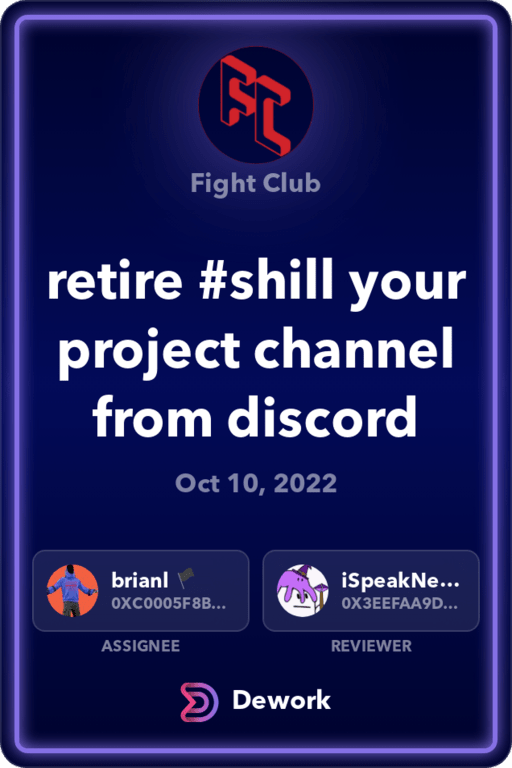 FC
Fight Club
retire #shill your
project channel
from discord
Oct 10, 2022
brianl 🏴
0XC0005F8B...
ASSIGNEE
iSpeakNe...
0X3EEFAA9D...
REVIEWER
Dework